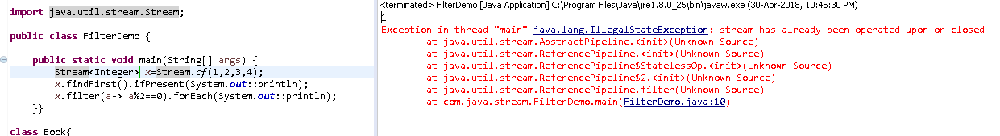 import java.util.stream.Stream;
public class FilterDemo {
public static void main(String[] args) {
Stream<Integer> x=Stream.of(1,2,3,4);
x.findFirst().ifPresent(System.out::println);
x.filter(a-> a%2==0).forEach(System.out::println);
}}
class Book{
<terminated> FilterDemo [Java Application] C:\Program Files\Java\jre1.8.0_25\bin\javaw.exe (30-Apr-2018, 10:45:30 PM)
1
Exception in thread "main" java.lang.IllegalStateException: stream has already been operated upon or closed
at java.util.stream.AbstractPipeline.<init>(Unknown Source)
at java.util.stream.ReferencePipeline.<init>(Unknown Source)
at java.util.stream.ReferencePipeline$StatelessOp.<init>(Unknown Source)
at java.util.stream.ReferencePipeline$2.<init>(Unknown Source)
at java.util.stream.ReferencePipeline.filter(Unknown Source)
at com.java.stream.FilterDemo.main(FilterDemo.java:10)